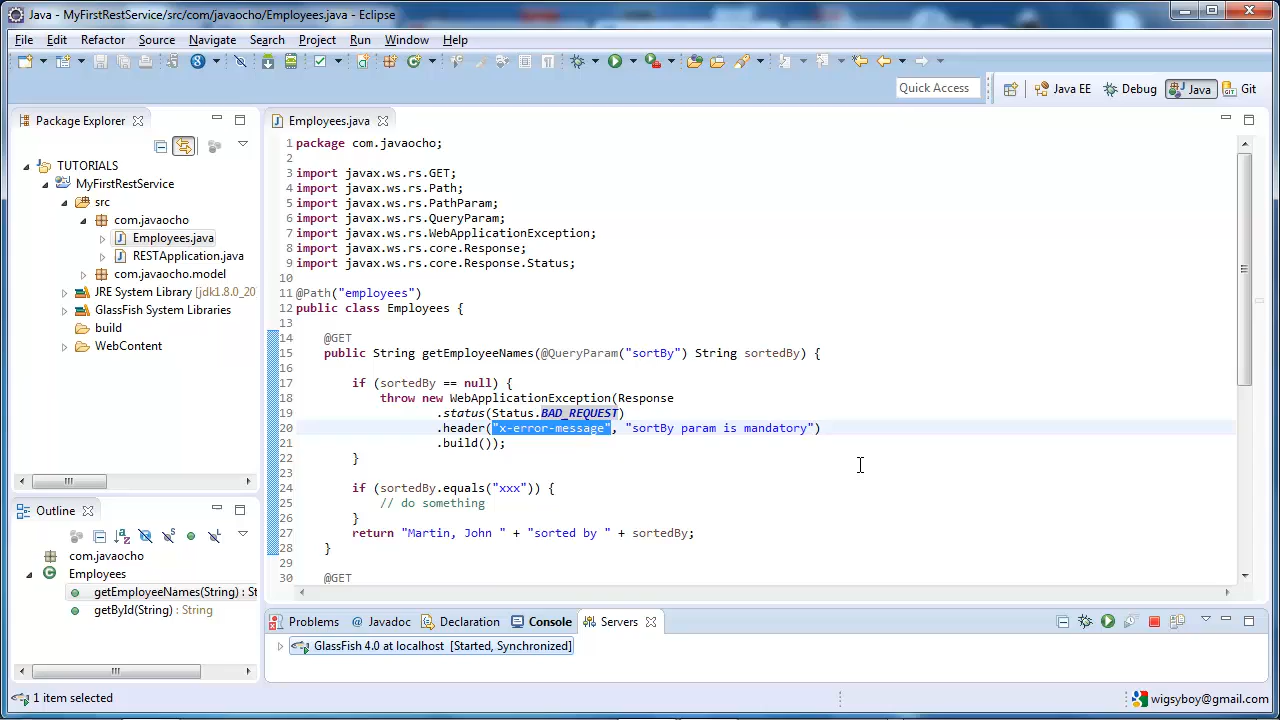 Java - MyFirstRestService/src/com/javaocho/Employees.java - Eclipse
File Edit Refactor Source Navigate Search Project Run Window Help
Quick Access
Java EE Debug Java Git
Package Explorer
TUTORIALS
MyFirstRestService
src
com.javaocho
Employees.java
RESTApplication.java
com.javaocho.model
JRE System Library [jdk1.8.0_20
GlassFish System Libraries
build
WebContent
Outline
com.javaocho
Employees
getEmployeeNames(String) : St
getById(String) : String
Employees.java
1 package com.javaocho;
2
3 import javax.ws.rs.GET;
4 import javax.ws.rs.Path;
5 import javax.ws.rs.PathParam;
6 import javax.ws.rs.QueryParam;
7 import javax.ws.rs.WebApplicationException;
8 import javax.ws.rs.core.Response;
9 import javax.ws.rs.core.Response.Status;
10
11 @Path("employees")
12 public class Employees {
13
14 @GET
15 public String getEmployeeNames(@QueryParam("sortBy") String sortedBy) {
16
17 if (sortedBy == null) {
18 throw new WebApplicationException(Response
19 .status(Status.BAD_REQUEST)
20 .header("x-error-message", "sortBy param is mandatory")
21 .build());
22 }
23
24 if (sortedBy.equals("xxx")) {
25 // do something
26 }
27 return "Martin, John " + "sorted by " + sortedBy;
28 }
29
30 @GET
Problems @ Javadoc Declaration Console Servers
GlassFish 4.0 at localhost [Started, Synchronized]
1 item selected
wigsyboy@gmail.com